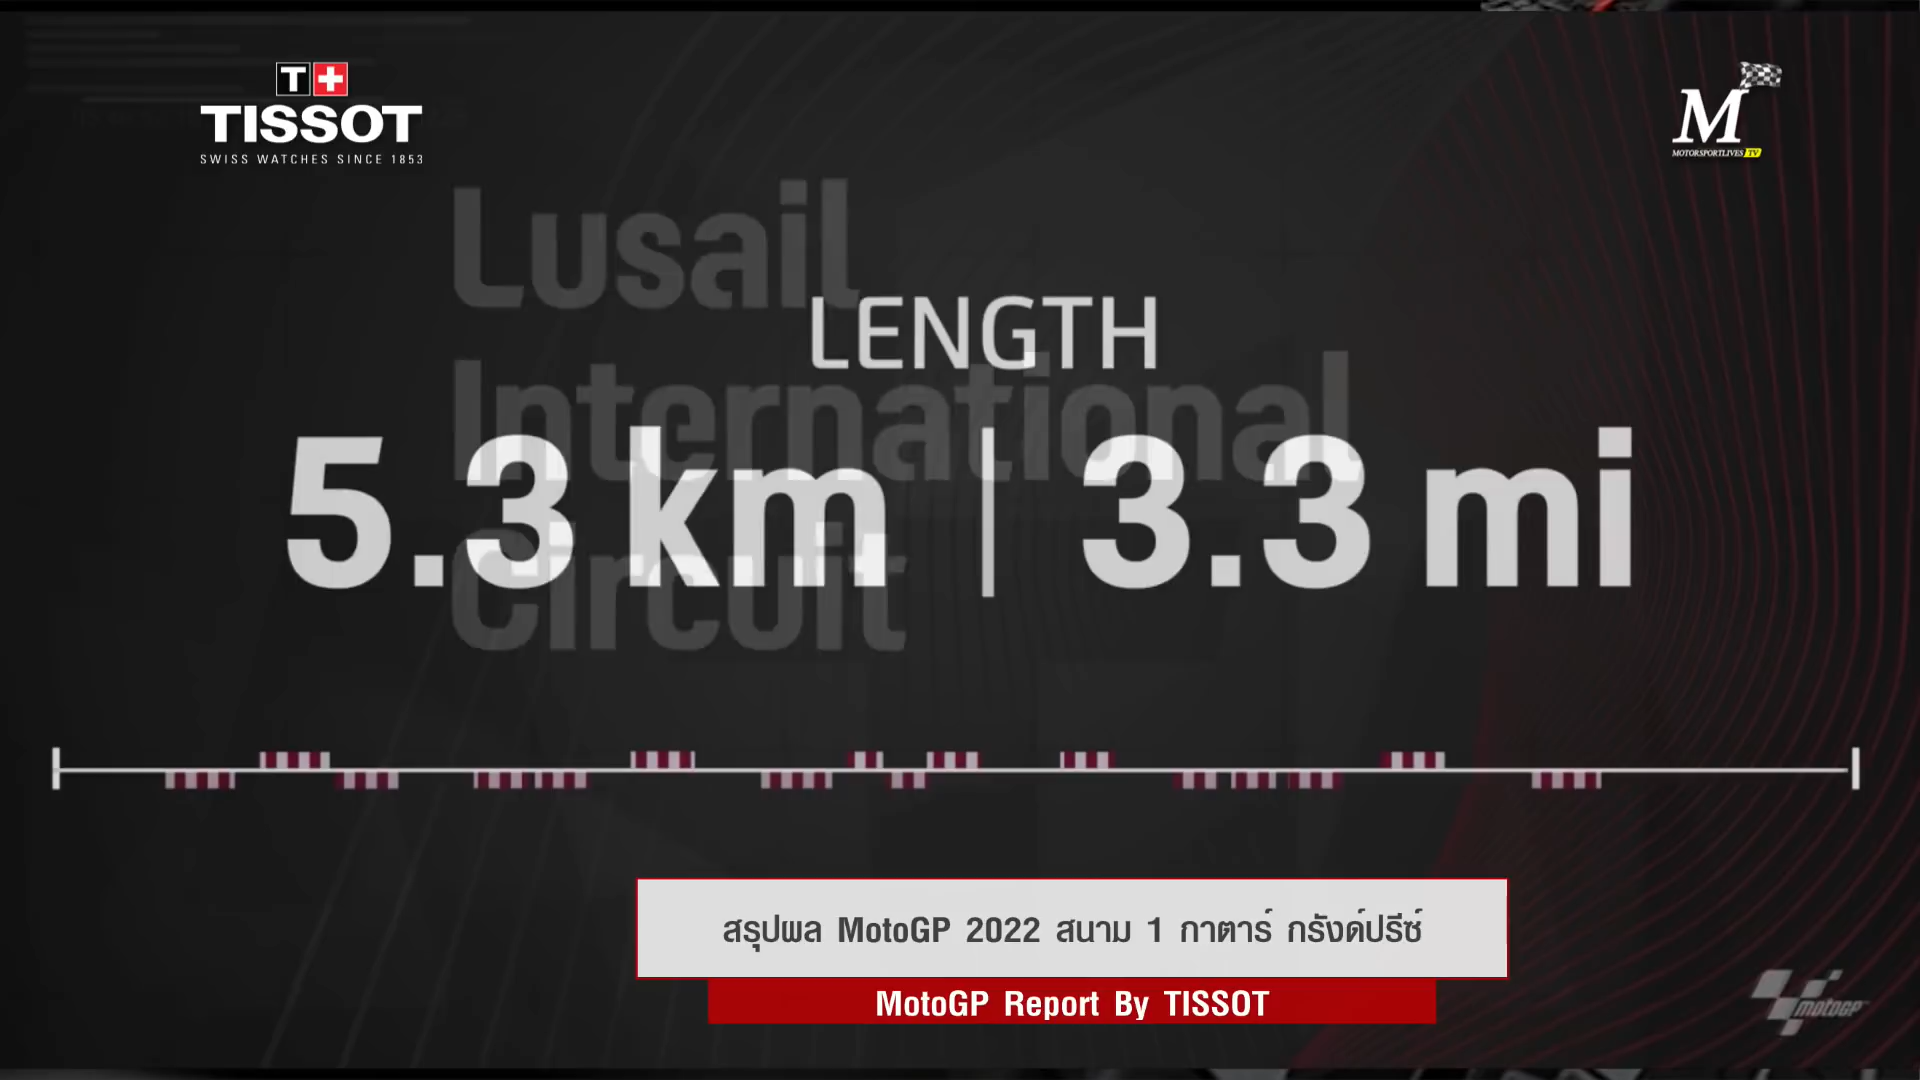 T+
TISSOT
SWISS WATCHES SINCE 1853
M
MOTORSPORTLIVES TV
Lusail
International
Circuit
LENGTH
5.3 km | 3.3 mi
สรุปผล MotoGP 2022 สนาม 1 กาตาร์ กรังด์ปรีซ์
MotoGP Report By TISSOT
motoGP